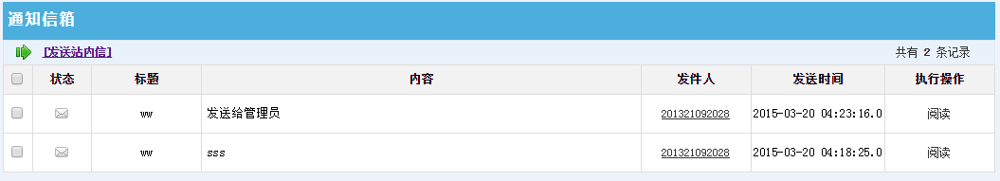 通知信箱
[发送站内信] 共有 2 条记录
状态 标题 内容 发件人 发送时间 执行操作
ww 发送给管理员 201321092028 2015-03-20 04:23:16.0 阅读
ww sss 201321092028 2015-03-20 04:18:25.0 阅读